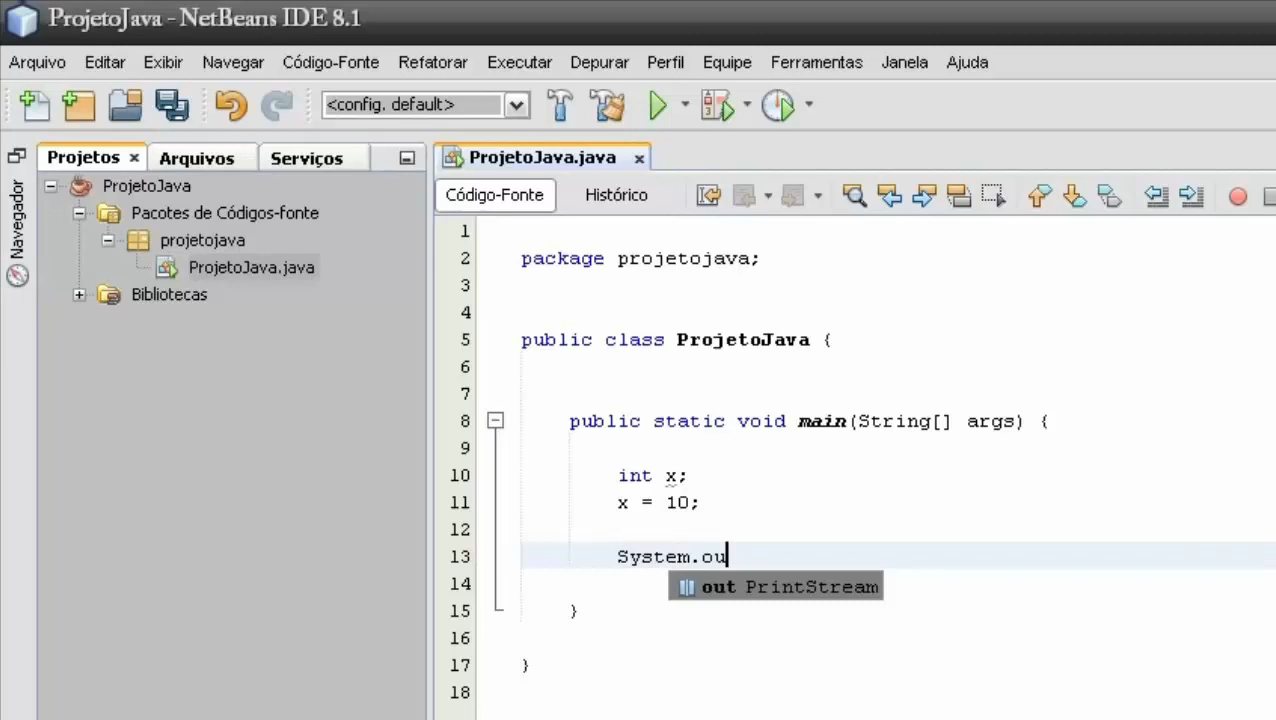 ProjetoJava - NetBeans IDE 8.1
Arquivo Editar Exibir Navegar Código-Fonte Refatorar Executar Depurar Perfil Equipe Ferramentas Janela Ajuda
<config. default>
Projetos Arquivos Serviços
ProjetoJava.java
Navegador
ProjetoJava
Pacotes de Códigos-fonte
projetojava
ProjetoJava.java
Bibliotecas
Código-Fonte Histórico
1
2 package projetojava;
3
4
5 public class ProjetoJava {
6
7
8 public static void main(String[] args) {
9
10 int x;
11 x = 10;
12
13 System.ou
out PrintStream
14
15 }
16
17 }
18